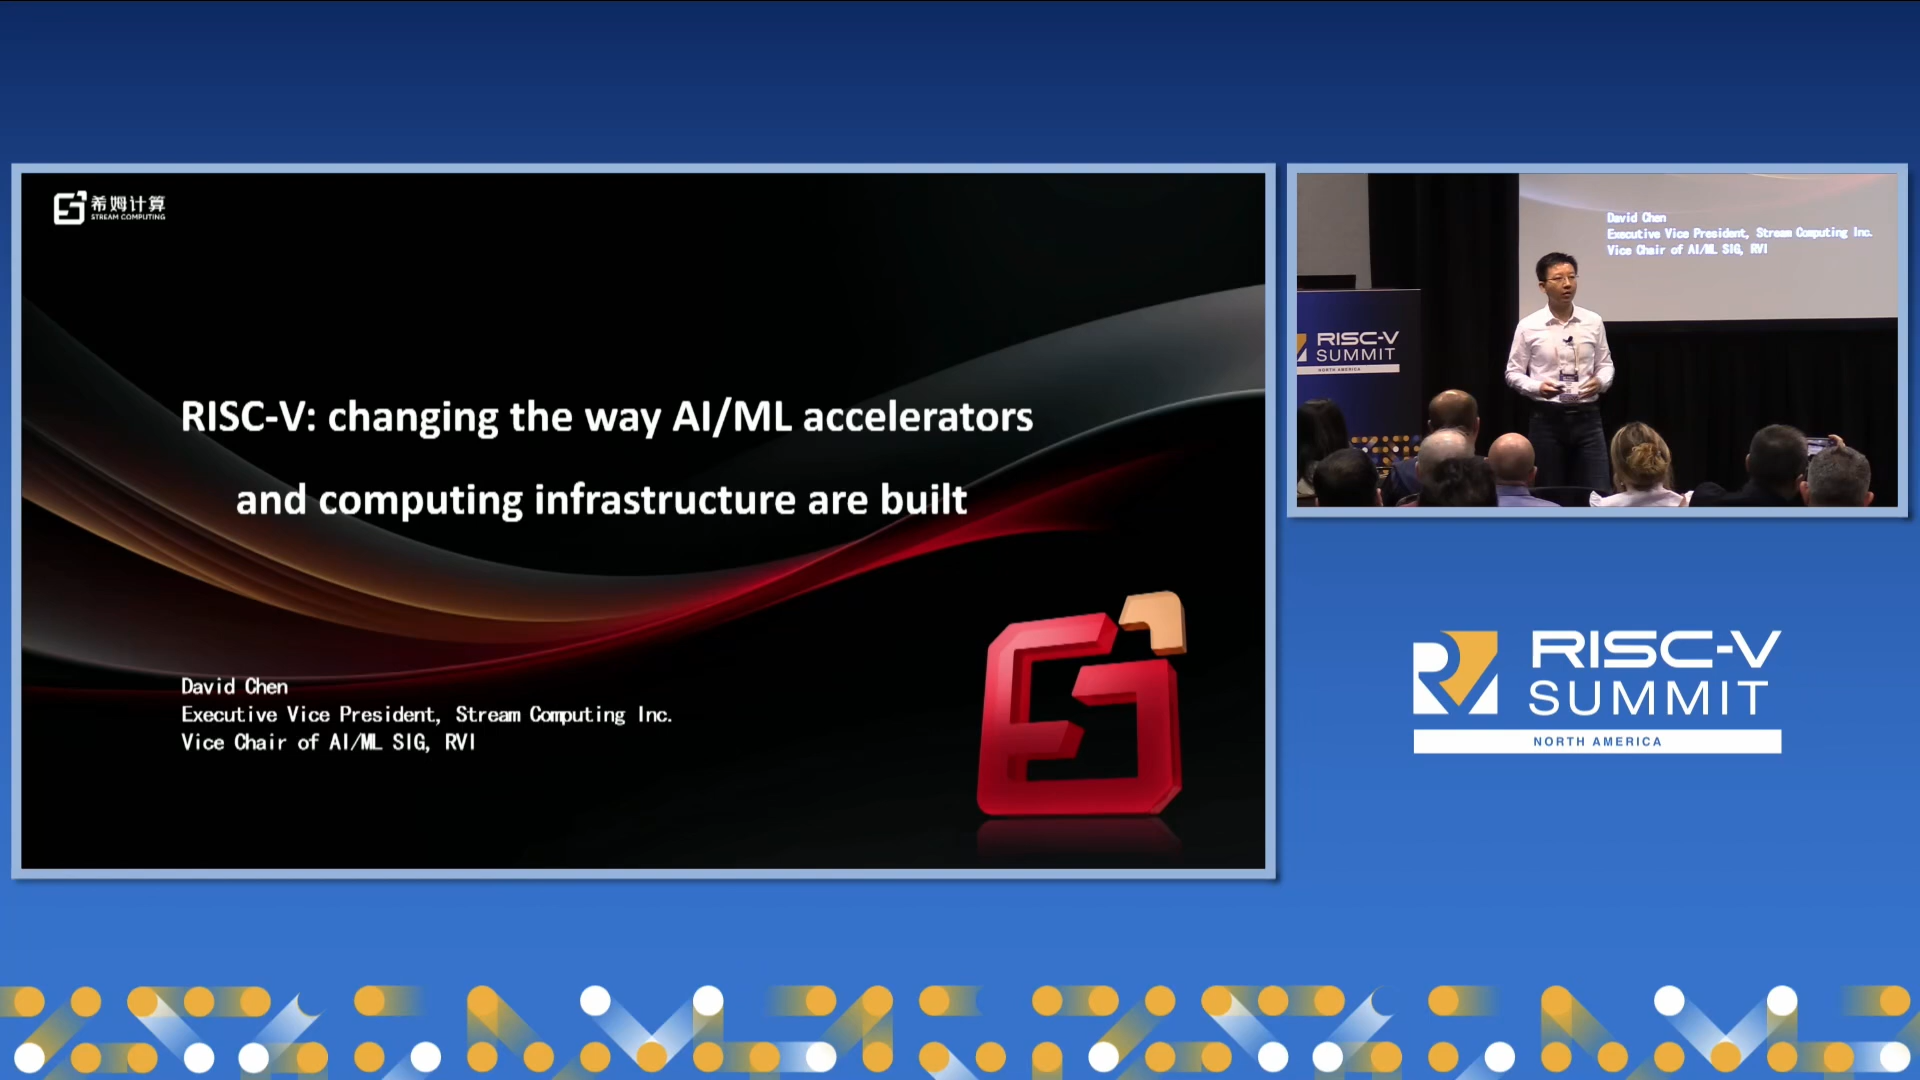 希姆计算
STREAM COMPUTING
RISC-V: changing the way AI/ML accelerators
and computing infrastructure are built
David Chen
Executive Vice President, Stream Computing Inc.
Vice Chair of AI/ML SIG, RVI
David Chen
Executive Vice President, Stream Computing Inc.
Vice Chair of AI/ML SIG, RVI
RISC-V
SUMMIT
NORTH AMERICA
RISC-V
SUMMIT
NORTH AMERICA